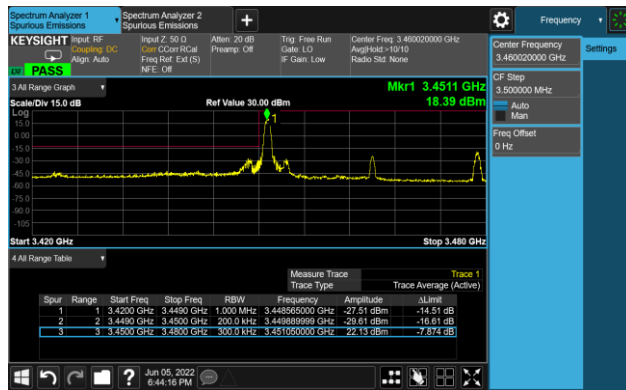 Spectrum Analyzer 1
Spurious Emissions
Spectrum Analyzer 2
Spurious Emissions
+
Frequency
KEYSIGHT
Input: RF
Coupling: DC
Align: Auto
Input Z: 50 Ω
Corr CCorr RCal
Freq Ref: Ext (S)
NFE: Off
Atten: 20 dB
Preamp: Off
Trig: Free Run
Gate: LO
IF Gain: Low
Center Freq: 3.460020000 GHz
Avg|Hold:>10/10
Radio Std: None
PASS
Center Frequency
3.460020000 GHz
Settings
CF Step
3.500000 MHz
Auto
Man
Freq Offset
0 Hz
3 All Range Graph
Mkr1 3.4511 GHz
18.39 dBm
Scale/Div 15.0 dB
Ref Value 30.00 dBm
Log
15.0
0.00
-15.0
-30.0
-45.0
-60.0
-75.0
-90.0
-105
1
Start 3.420 GHz
Stop 3.480 GHz
4 All Range Table
Measure Trace Trace 1
Trace Type Trace Average (Active)
Spur Range Start Freq Stop Freq RBW Frequency Amplitude ΔLimit
1 1 3.4200 GHz 3.4490 GHz 1.000 MHz 3.448565000 GHz -27.51 dBm -14.51 dB
2 2 3.4490 GHz 3.4500 GHz 200.0 kHz 3.449889999 GHz -29.61 dBm -16.61 dB
3 3 3.4500 GHz 3.4800 GHz 300.0 kHz 3.451050000 GHz 22.13 dBm -7.874 dB
?
Jun 05, 2022
6:44:16 PM